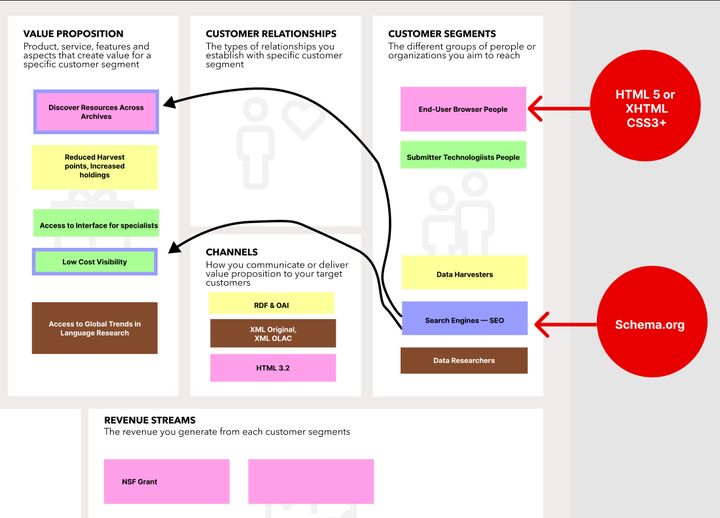 VALUE PROPOSITION
Product, service, features and
aspects that create value for a
specific customer segment
Discover Resources Across
Archives
Reduced Harvest
points, Increased
holdings
Access to Interface for specialists
Low Cost Visibility
Access to Global Trends in
Language Research
CUSTOMER RELATIONSHIPS
The types of relationships you
establish with specific customer
segment
CHANNELS
How you communicate or deliver
value proposition to your target
customers
RDF & OAI
XML Original,
XML OLAC
HTML 3.2
CUSTOMER SEGMENTS
The different groups of perople or
organizations you aim to reach
End-User Browser People
Submitter Technologiists People
Data Harvesters
Search Engines — SEO
Data Researchers
HTML 5 or
XHTML
CSS3+
Schema.org
REVENUE STREAMS
The revenue you generate from each customer segments
NSF Grant